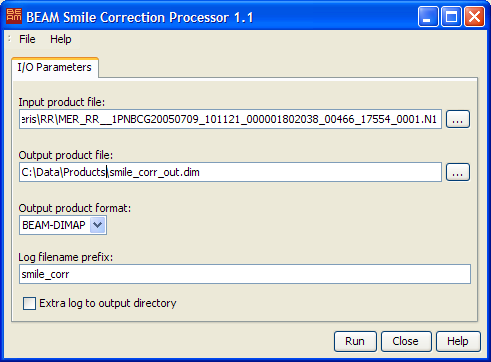 BEAM BEAM Smile Correction Processor 1.1
File Help
I/O Parameters
Input product file:
eris\RR\MER_RR__1PNBCG20050709_101121_000001802038_00466_17554_0001.N1 ...
Output product file:
C:\Data\Products\smile_corr_out.dim ...
Output product format:
BEAM-DIMAP
Log filename prefix:
smile_corr
Extra log to output directory
Run Close Help